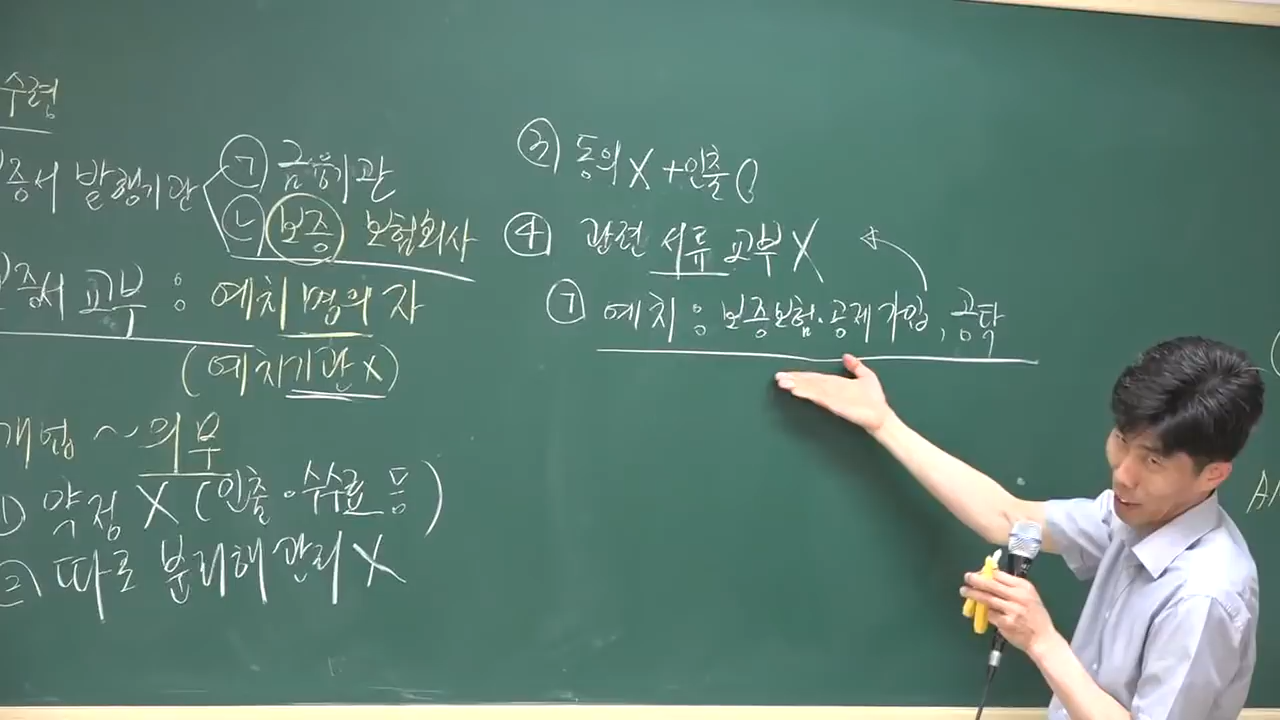 수령
증서 발행기관 ㉠ 금융기관
㉡ 보증 보험회사
증서 교부 : 예치 명의 자
(예치기관 X)
개업 ~ 의무
① 약정 X (인출·수수료 등)
② 따로 분리해 관리 X
③ 동의 X + 인출 O
④ 관련 서류 교부 X
㉠ 예치 : 보증보험·공제 가입, 공탁